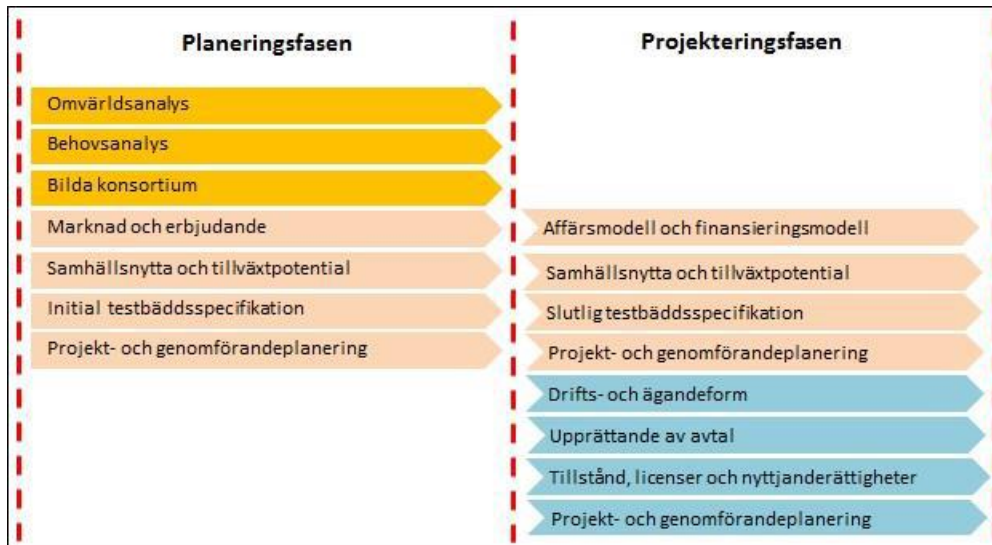 Planeringsfasen
Omvärldsanalys
Behovsanalys
Bilda konsortium
Marknad och erbjudande
Samhällsnytta och tillväxtpotential
Initial testbäddsspecifikation
Projekt- och genomförandeplanering
Projekteringsfasen
Affärsmodell och finansieringsmodell
Samhällsnytta och tillväxtpotential
Slutlig testbäddsspecifikation
Projekt- och genomförandeplanering
Drifts- och ägandeform
Upprättande av avtal
Tillstånd, licenser och nyttjanderättigheter
Projekt- och genomförandeplanering